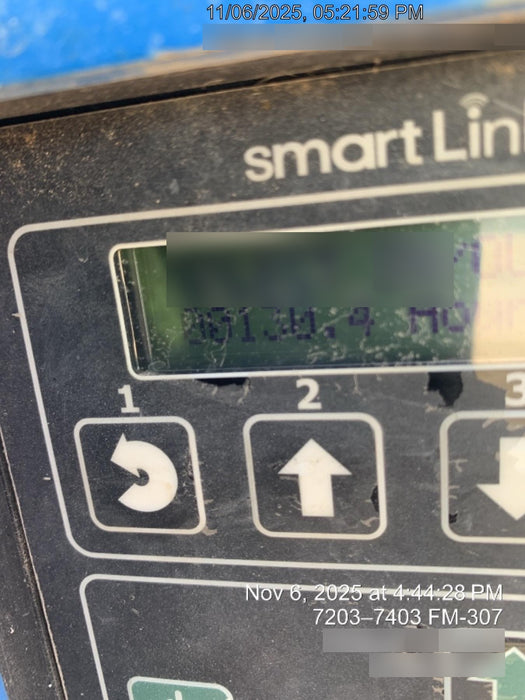 11/06/2025, 05:21:59 PM
smart Lin
1
2
3
Nov 6, 2025 at 4:44:28 PM
7203–7403 FM-307